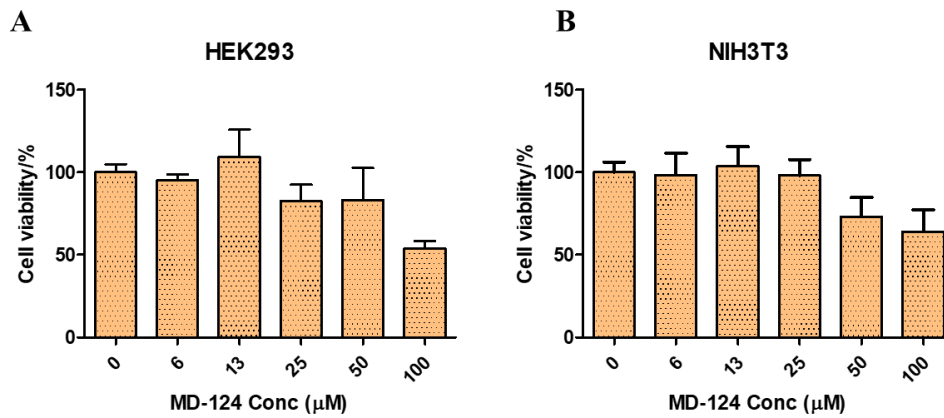 A
HEK293
150
100
50
0
Cell viability/%
0 6 13 25 50 100
MD-124 Conc (μM)
B
NIH3T3
150
100
50
0
Cell viability/%
0 6 13 25 50 100
MD-124 Conc (μM)